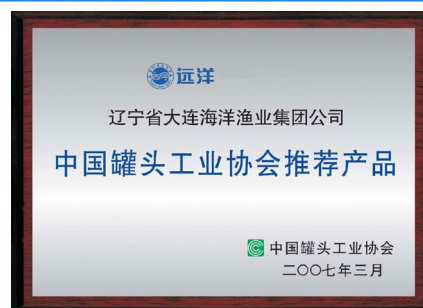 远洋
辽宁省大连海洋渔业集团公司
中国罐头工业协会推荐产品
中国罐头工业协会
二〇〇七年三月